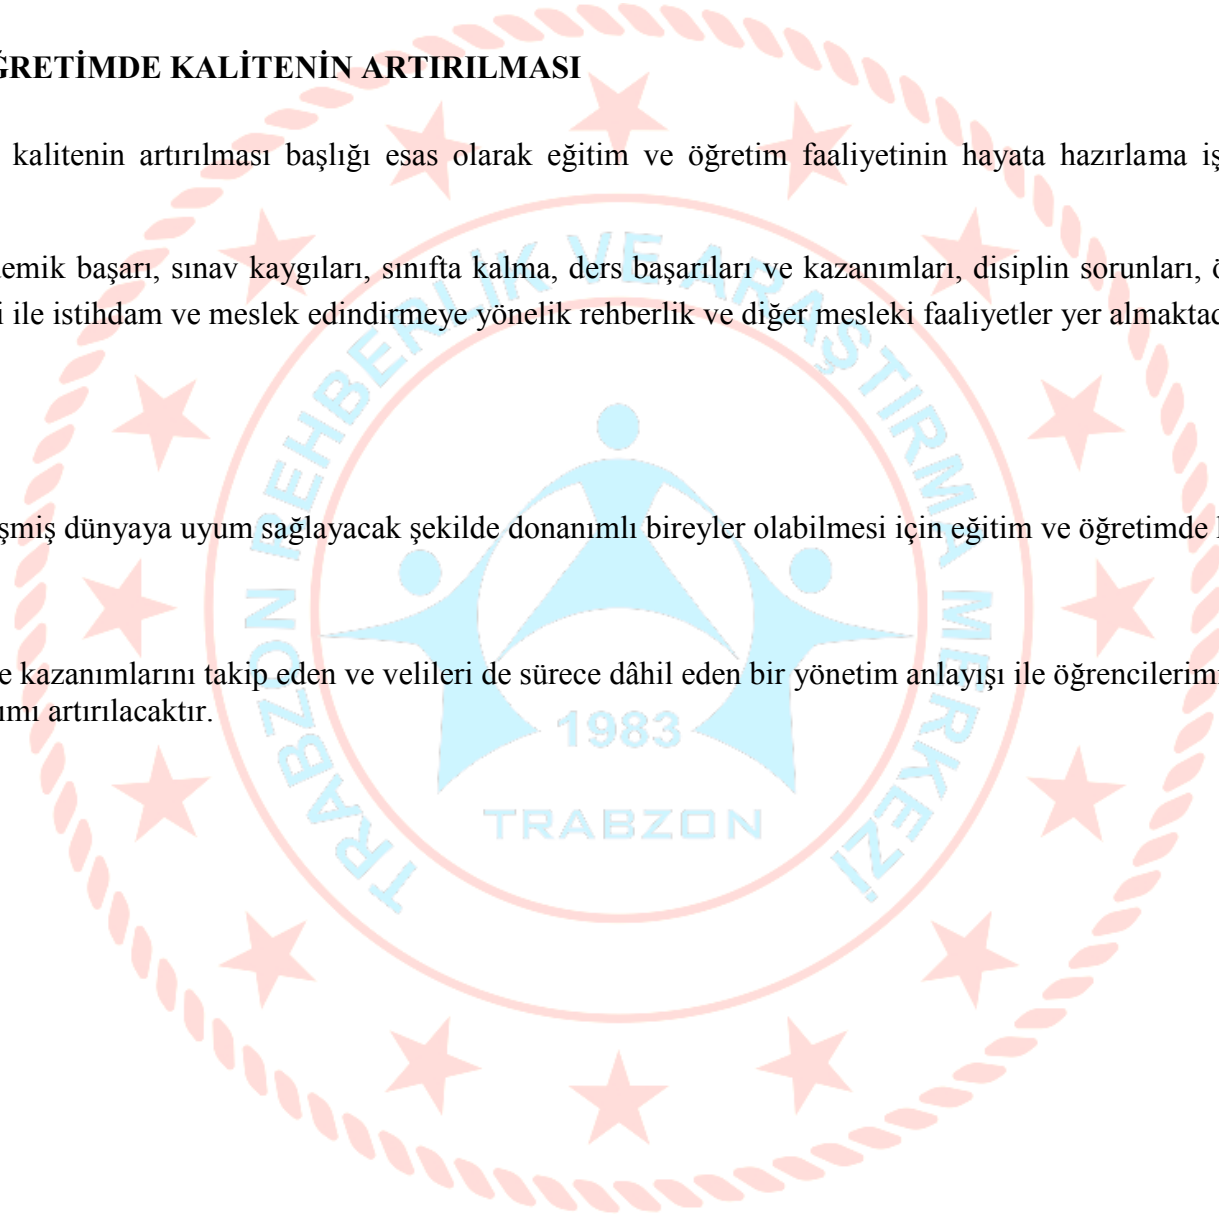 ĞRETİMDE KALİTENİN ARTIRILMASI
kalitenin artırılması başlığı esas olarak eğitim ve öğretim faaliyetinin hayata hazırlama iş
emik başarı, sınav kaygıları, sınıfta kalma, ders başarıları ve kazanımları, disiplin sorunları, ö
i ile istihdam ve meslek edindirmeye yönelik rehberlik ve diğer mesleki faaliyetler yer almaktad
şmiş dünyaya uyum sağlayacak şekilde donanımlı bireyler olabilmesi için eğitim ve öğretimde k
e kazanımlarını takip eden ve velileri de sürece dâhil eden bir yönetim anlayışı ile öğrencilerimi
ımı artırılacaktır.
TRABZON REHBERLİK VE ARAŞTIRMA MERKEZİ
1983
TRABZON